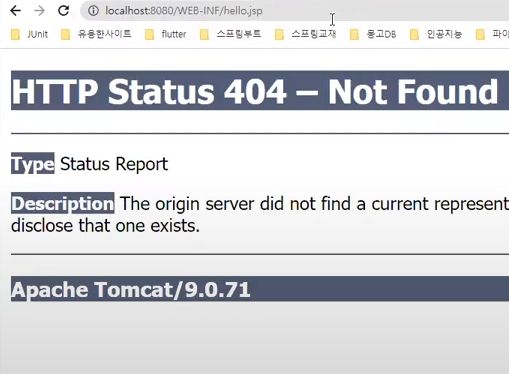 localhost:8080/WEB-INF/hello.jsp
JUnit 유용한사이트 flutter 스프링부트 스프링교재 몽고DB 인공지능 파이
HTTP Status 404 – Not Found
Type Status Report
Description The origin server did not find a current represent
disclose that one exists.
Apache Tomcat/9.0.71